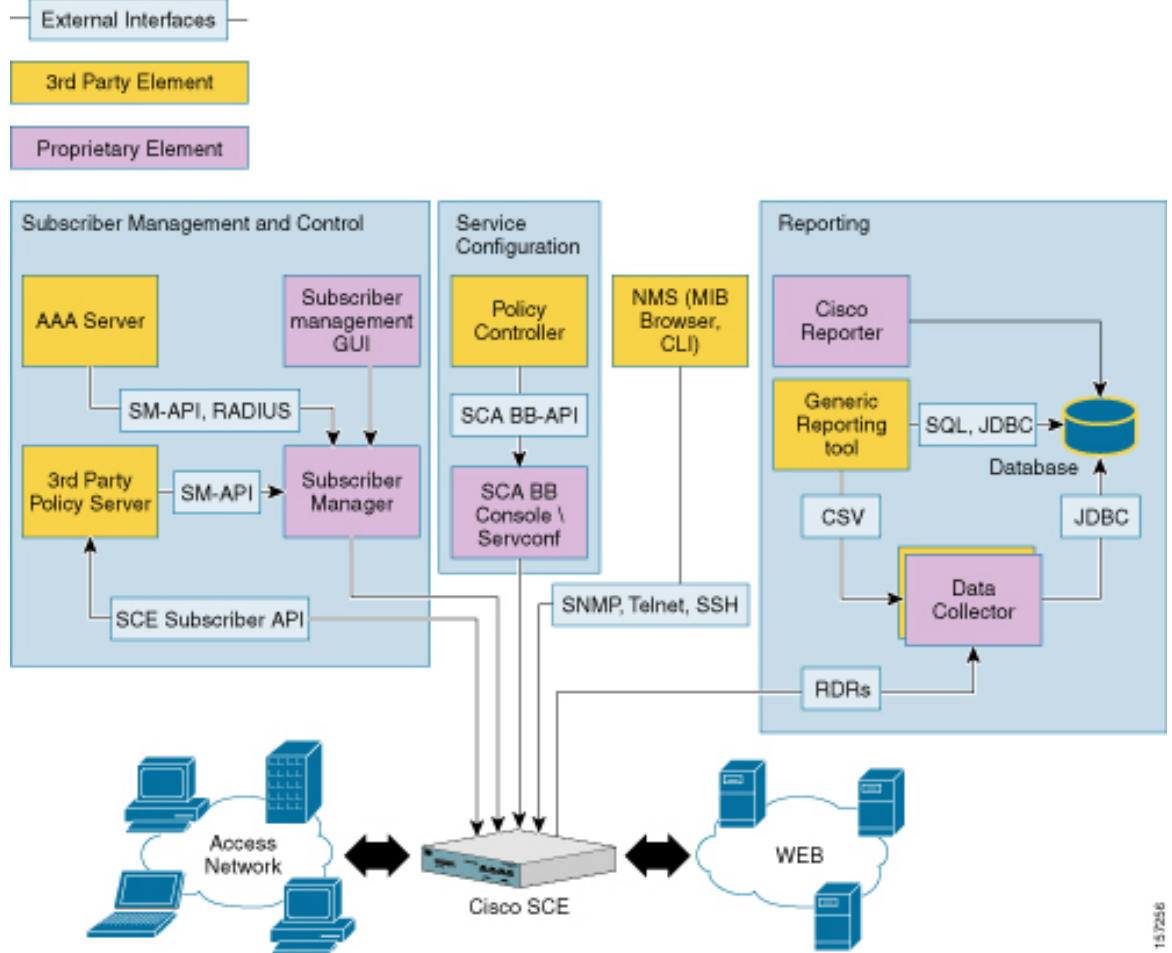 External Interfaces
3rd Party Element
Proprietary Element
Subscriber Management and Control
AAA Server
Subscriber
management
GUI
SM-API, RADIUS
3rd Party
Policy Server
SM-API
Subscriber
Manager
SCE Subscriber API
Service
Configuration
Policy
Controller
SCA BB-API
SCA BB
Console \
Servconf
NMS (MIB
Browser,
CLI)
SNMP, Telnet, SSH
Reporting
Cisco
Reporter
Generic
Reporting
tool
SQL, JDBC
Database
CSV
JDBC
Data
Collector
RDRs
Access
Network
Cisco SCE
WEB
157256